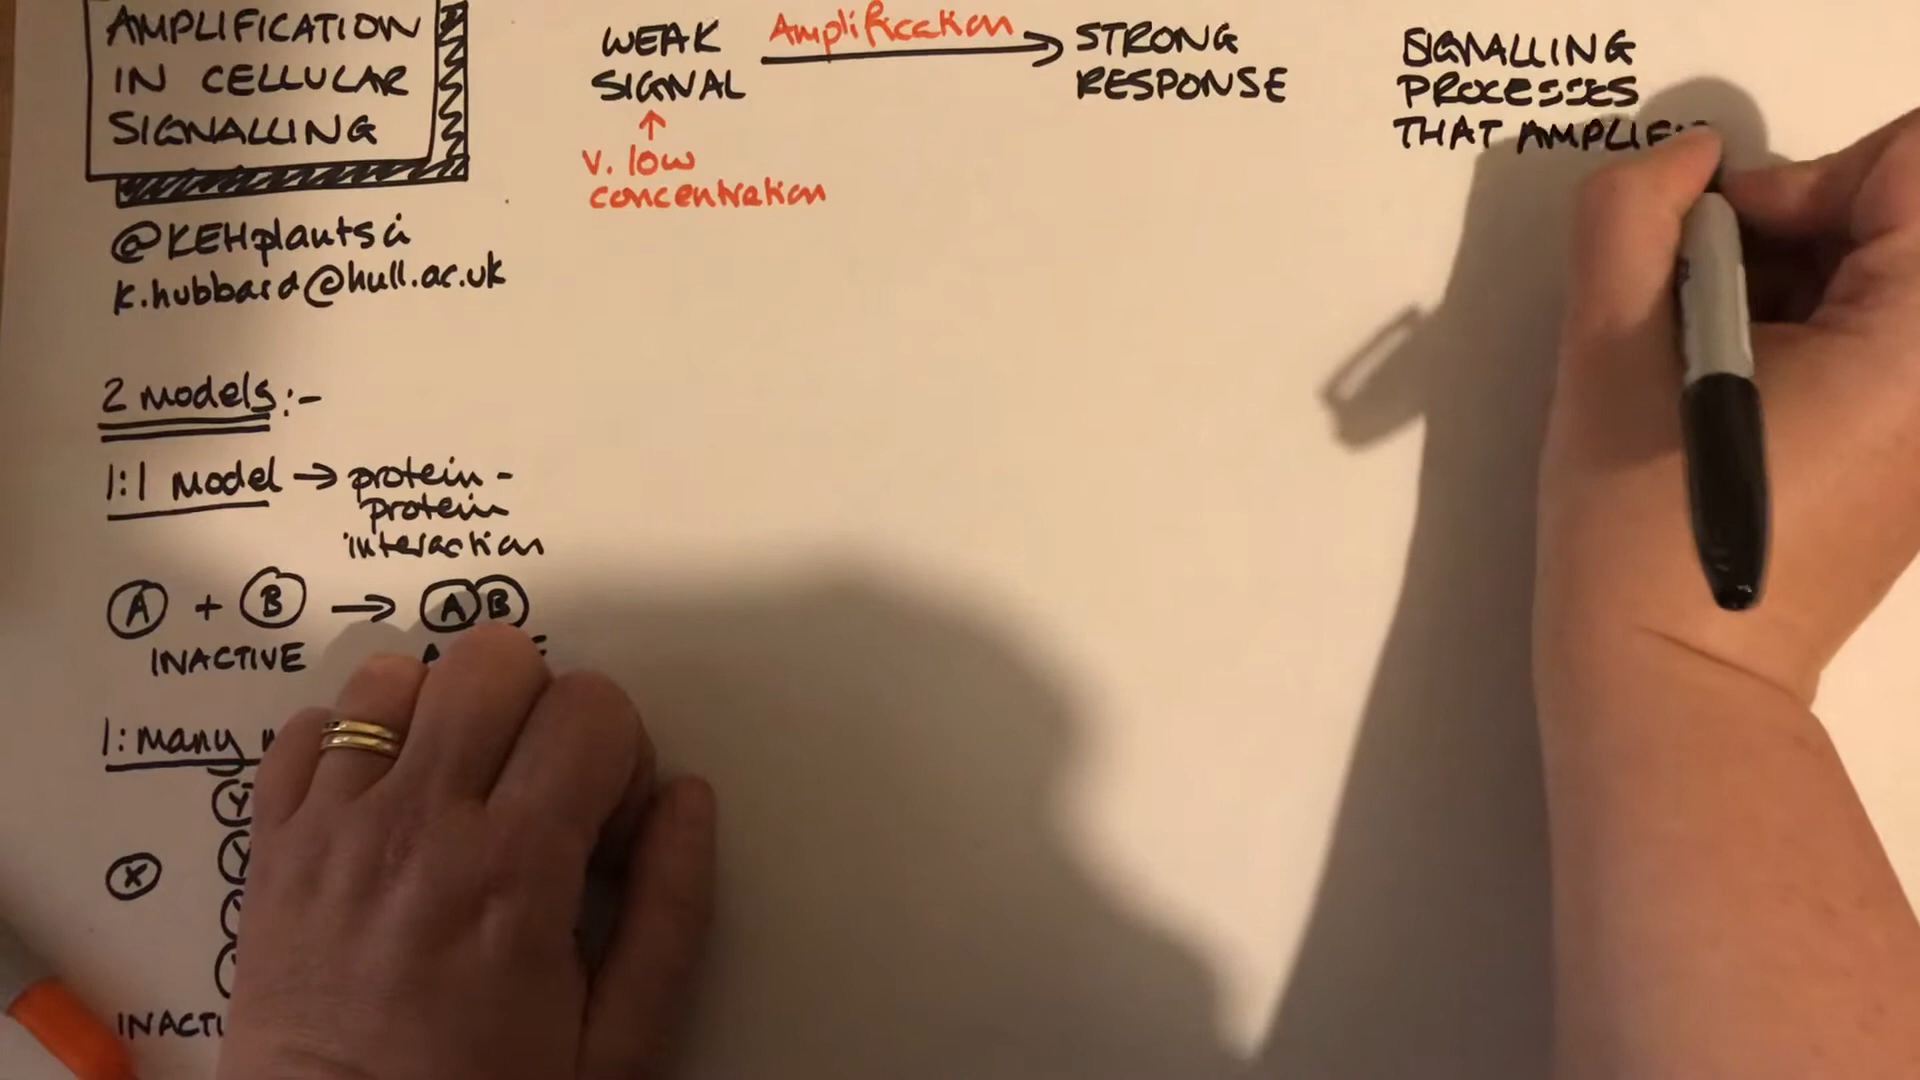 AMPLIFICATION
IN CELLULAR
SIGNALLING
@KEHplantsci
k.hubbard@hull.ac.uk
WEAK
SIGNAL
Amplification
STRONG
RESPONSE
v. low
concentration
SIGNALLING
PROCESSES
THAT
2 models:-
1:1 model → protein-
protein
interaction
A + B → A B
INACTIVE
1:many
Y
Y
X